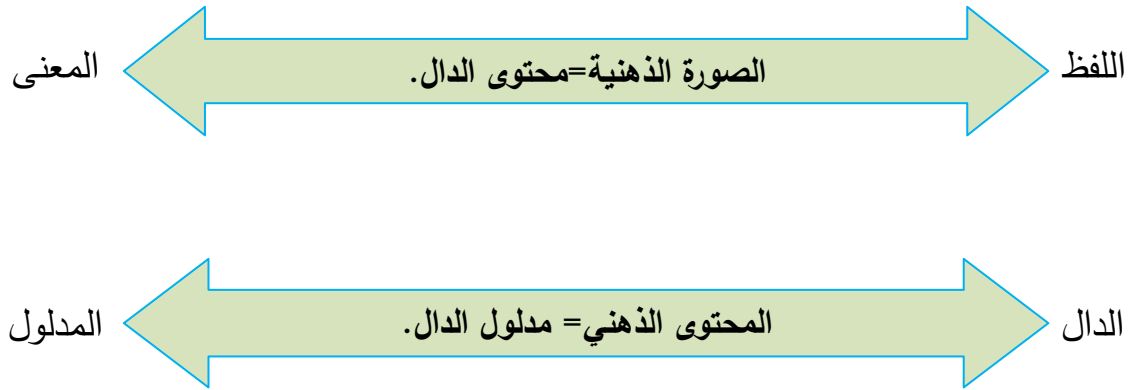 اللفظ
الصورة الذهنية=محتوى الدال.
المعنى
الدال
المحتوى الذهني= مدلول الدال.
المدلول